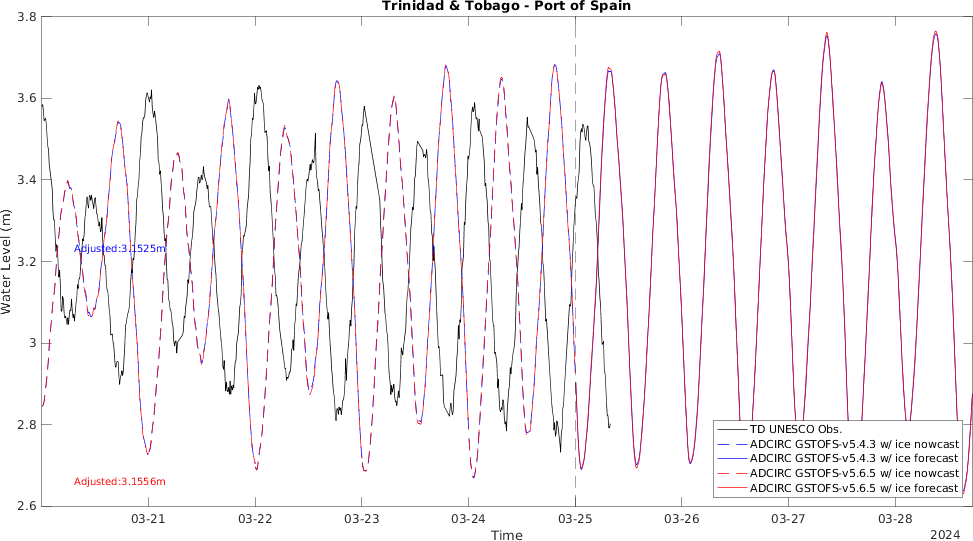 Trinidad & Tobago - Port of Spain
3.8
3.6
3.4
3.2
3
2.8
2.6
Water Level (m)
Adjusted:3.1525m
Adjusted:3.1556m
TD UNESCO Obs.
ADCIRC GSTOFS-v5.4.3 w/ ice nowcast
ADCIRC GSTOFS-v5.4.3 w/ ice forecast
ADCIRC GSTOFS-v5.6.5 w/ ice nowcast
ADCIRC GSTOFS-v5.6.5 w/ ice forecast
03-21 03-22 03-23 03-24 03-25 03-26 03-27 03-28
Time
2024